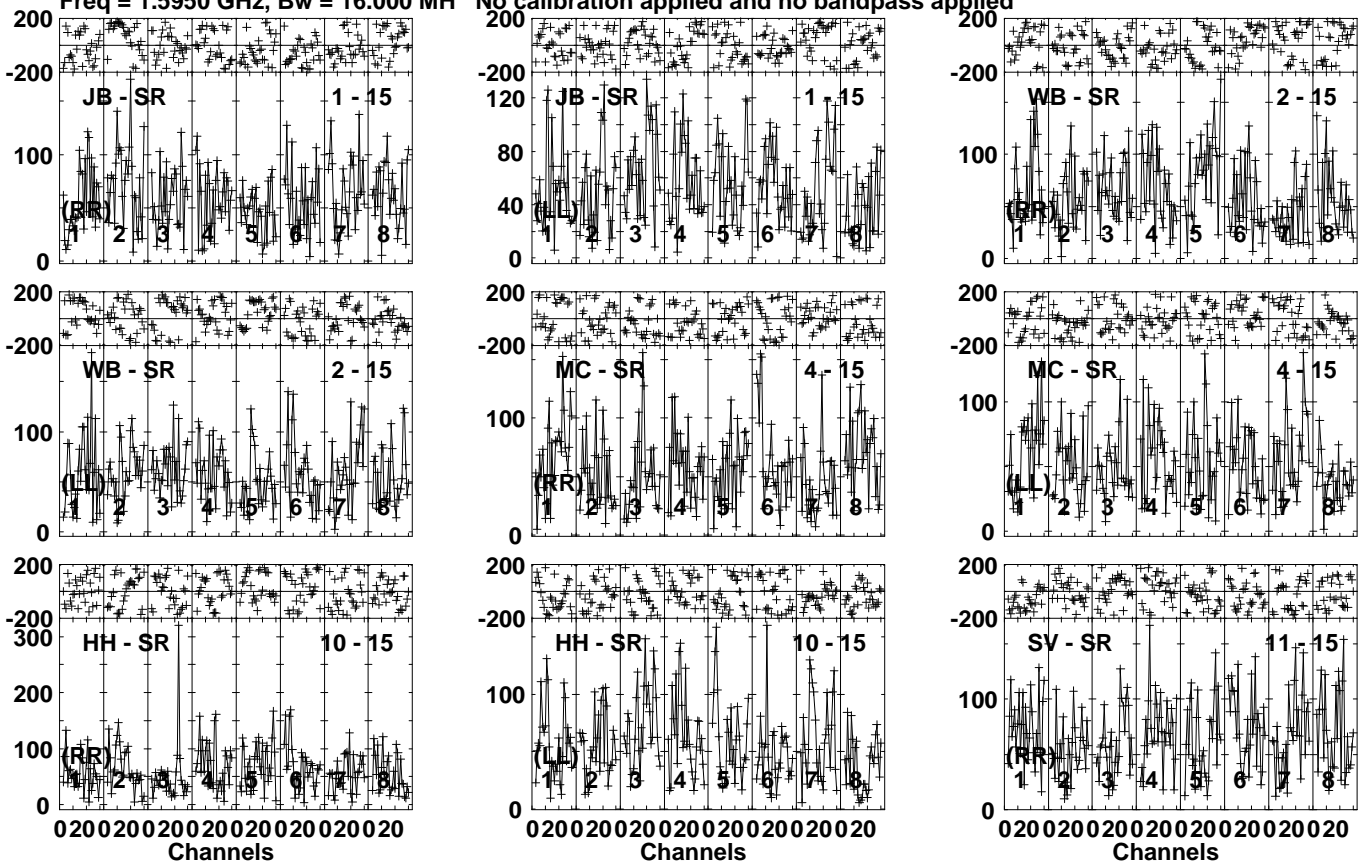 Freq = 1.5950 GHz, Bw = 16.000 MH No calibration applied and no bandpass applied
200
-200
JB - SR 1 - 15
100
(RR)
1 2 3 4 5 6 7 8
0
200
-200
JB - SR 1 - 15
120
80
40
(LL)
1 2 3 4 5 6 7 8
0
200
-200
WB - SR 2 - 15
100
(RR)
1 2 3 4 5 6 7 8
0
200
-200
WB - SR 2 - 15
100
(LL)
1 2 3 4 5 6 7 8
0
200
-200
MC - SR 4 - 15
100
(RR)
1 2 3 4 5 6 7 8
0
200
-200
MC - SR 4 - 15
100
(LL)
1 2 3 4 5 6 7 8
0
200
-200
300
HH - SR 10 - 15
200
100
(RR)
1 2 3 4 5 6 7 8
0
0 20 0 20 0 20 0 20 0 20 0 20 0 20 0 20
Channels
200
-200
HH - SR 10 - 15
100
(LL)
1 2 3 4 5 6 7 8
0
0 20 0 20 0 20 0 20 0 20 0 20 0 20 0 20
Channels
200
-200
SV - SR 11 - 15
100
(RR)
1 2 3 4 5 6 7 8
0
0 20 0 20 0 20 0 20 0 20 0 20 0 20 0 20
Channels